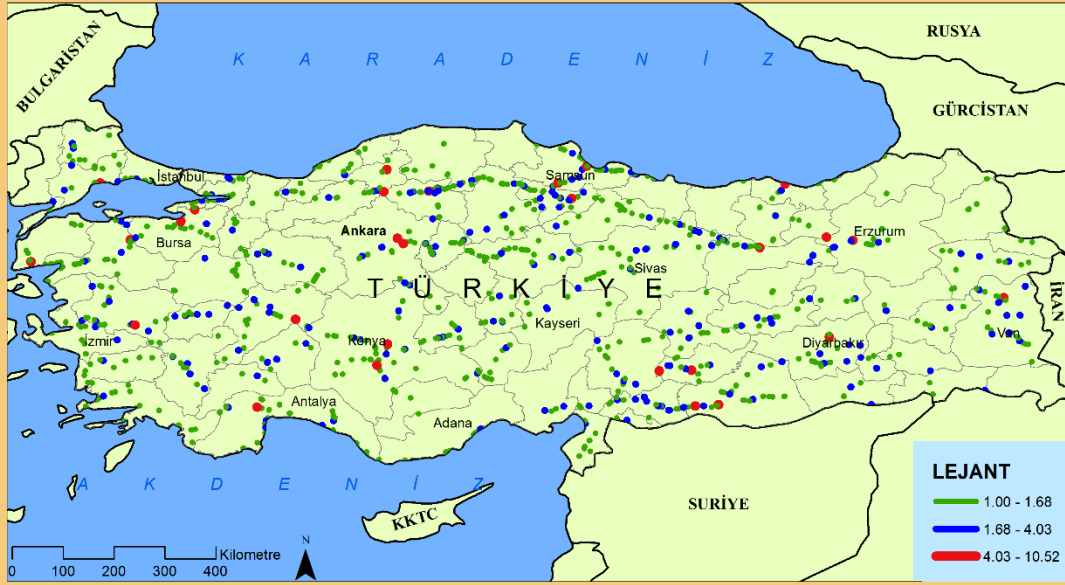 RUSYA
BULGARİSTAN
K A R A D E N İ Z
GÜRCİSTAN
İstanbul
Samsun
Ankara
Erzurum
Bursa
Sivas
T Ü R K İ Y E
İRAN
Kayseri
Van
İzmir
Konya
Diyarbakır
Antalya
Adana
A K D E N İ Z
KKTC
SURİYE
LEJANT
1.00 - 1.68
1.68 - 4.03
4.03 - 10.52
N
Kilometre
0 100 200 300 400